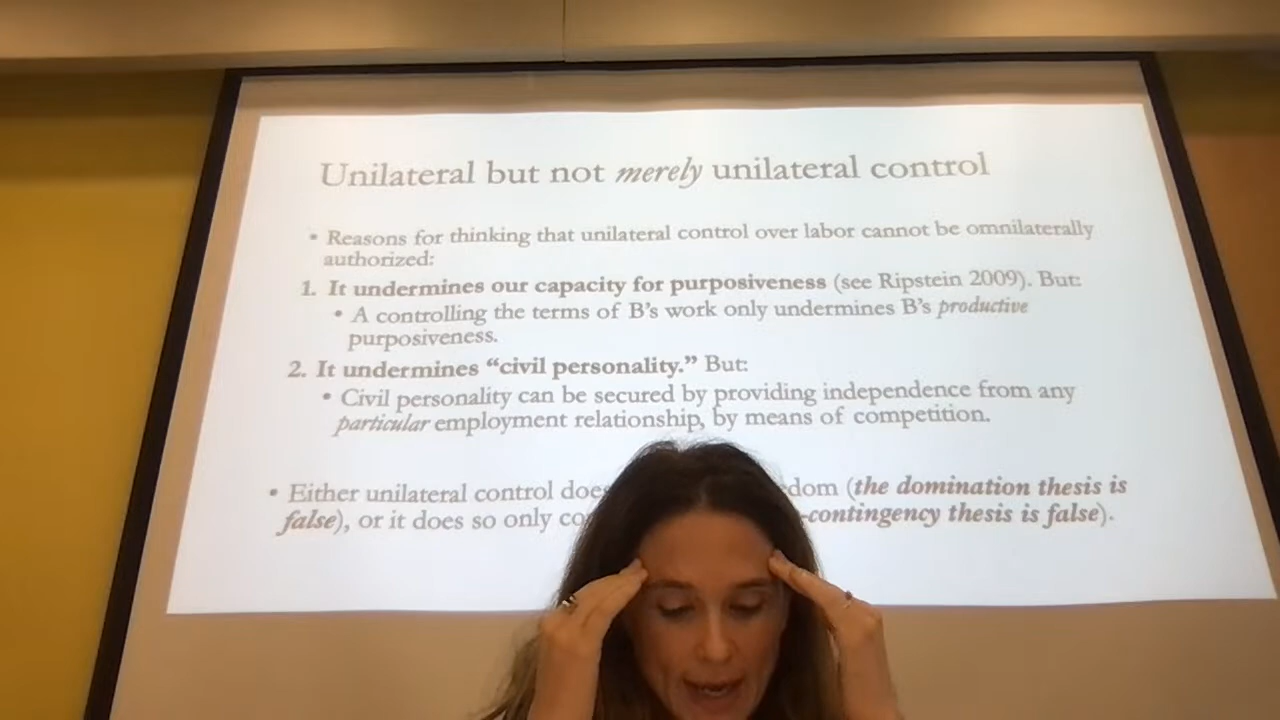 Unilateral but not merely unilateral control
• Reasons for thinking that unilateral control over labor cannot be omnilaterally
authorized:
1. It undermines our capacity for purposiveness (see Ripstein 2009). But:
• A controlling the terms of B's work only undermines B's productive
purposiveness.
2. It undermines “civil personality.” But:
• Civil personality can be secured by providing independence from any
particular employment relationship, by means of competition.
• Either unilateral control does dom (the domination thesis is
false), or it does so only co -contingency thesis is false).